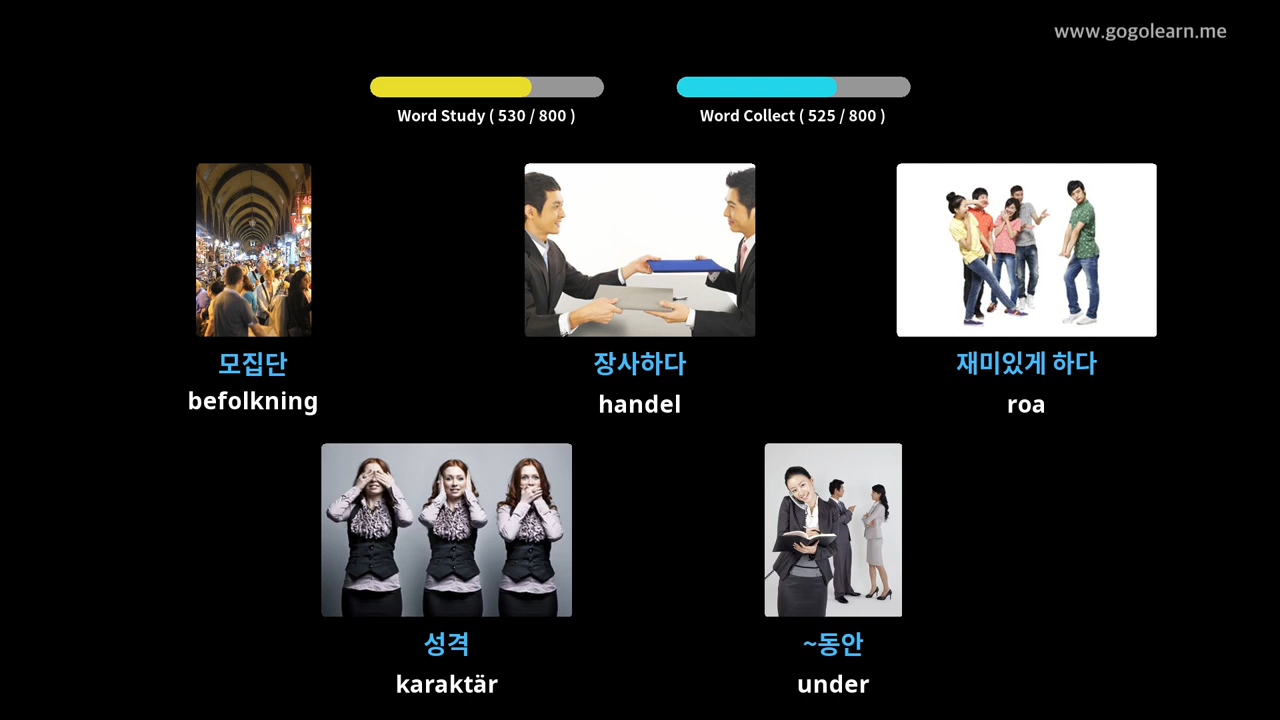 www.gogolearn.me
Word Study ( 530 / 800 )
Word Collect ( 525 / 800 )
모집단
befolkning
장사하다
handel
재미있게 하다
roa
성격
karaktär
~동안
under